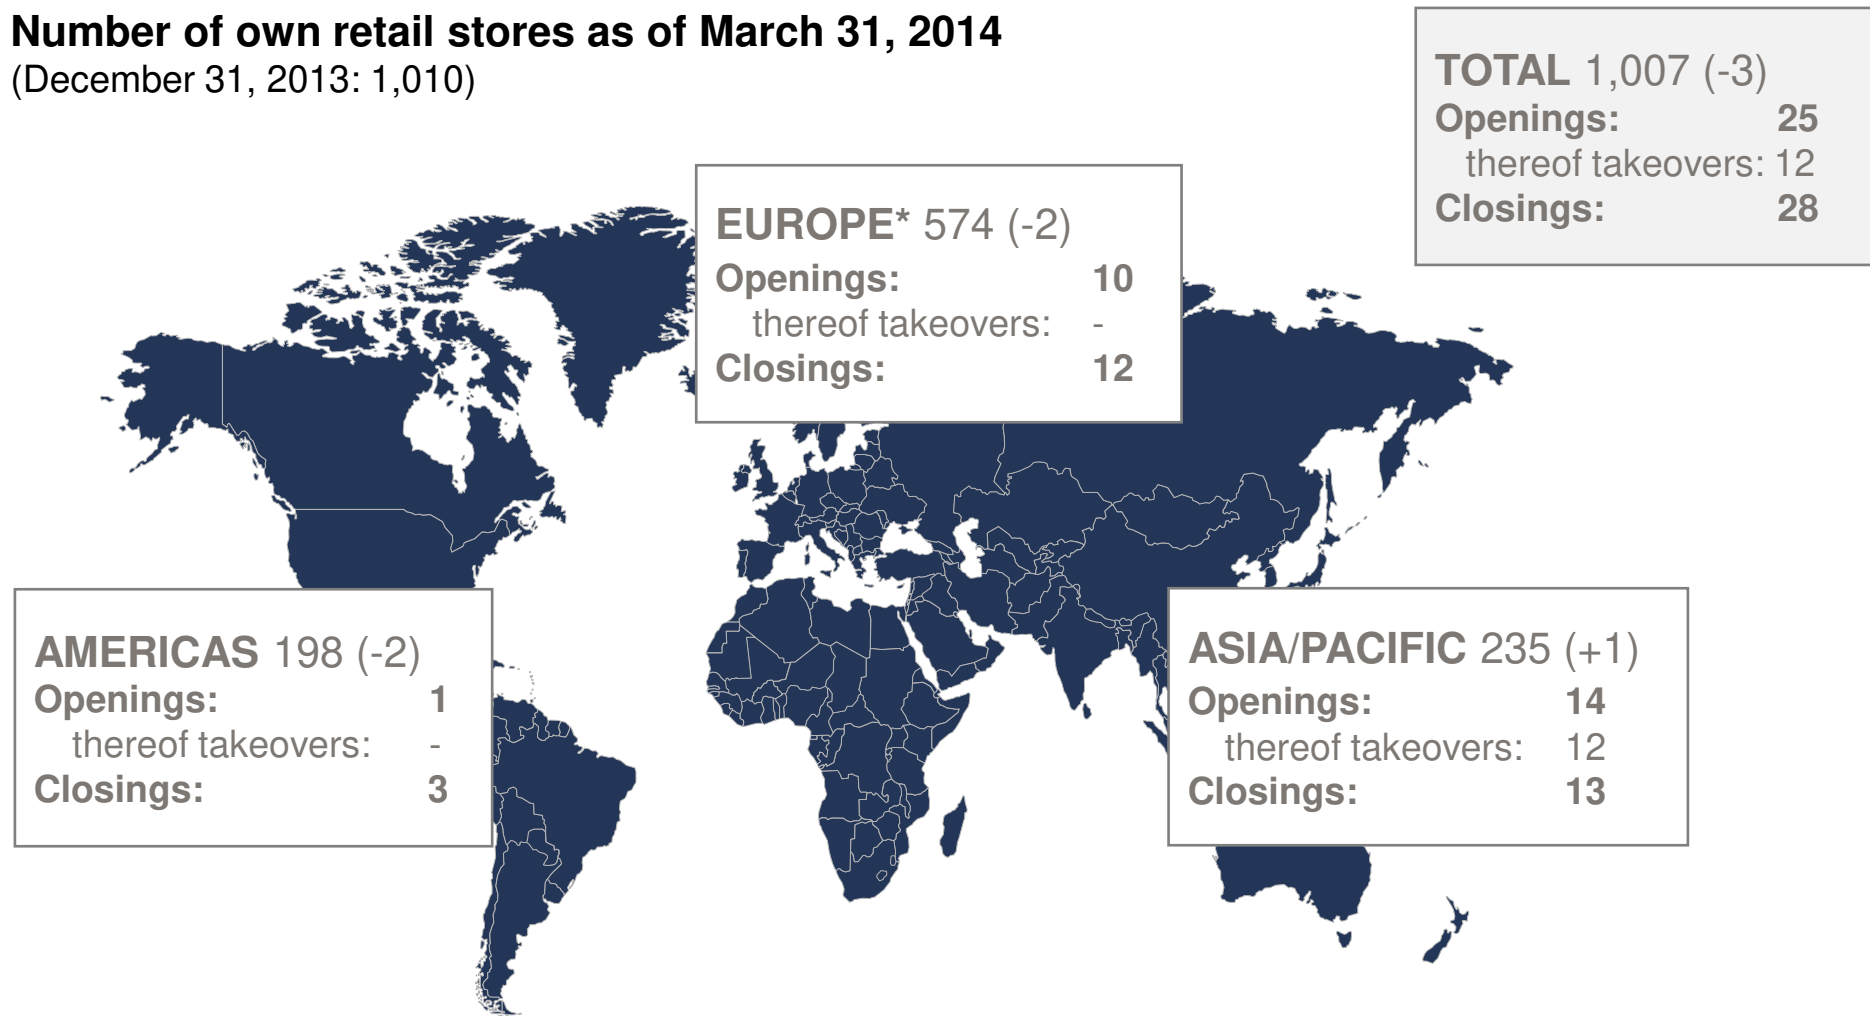 Number of own retail stores as of March 31, 2014
(December 31, 2013: 1,010)
TOTAL 1,007 (-3)
Openings: 25
thereof takeovers: 12
Closings: 28
EUROPE* 574 (-2)
Openings: 10
thereof takeovers: -
Closings: 12
AMERICAS 198 (-2)
Openings: 1
thereof takeovers: -
Closings: 3
ASIA/PACIFIC 235 (+1)
Openings: 14
thereof takeovers: 12
Closings: 13